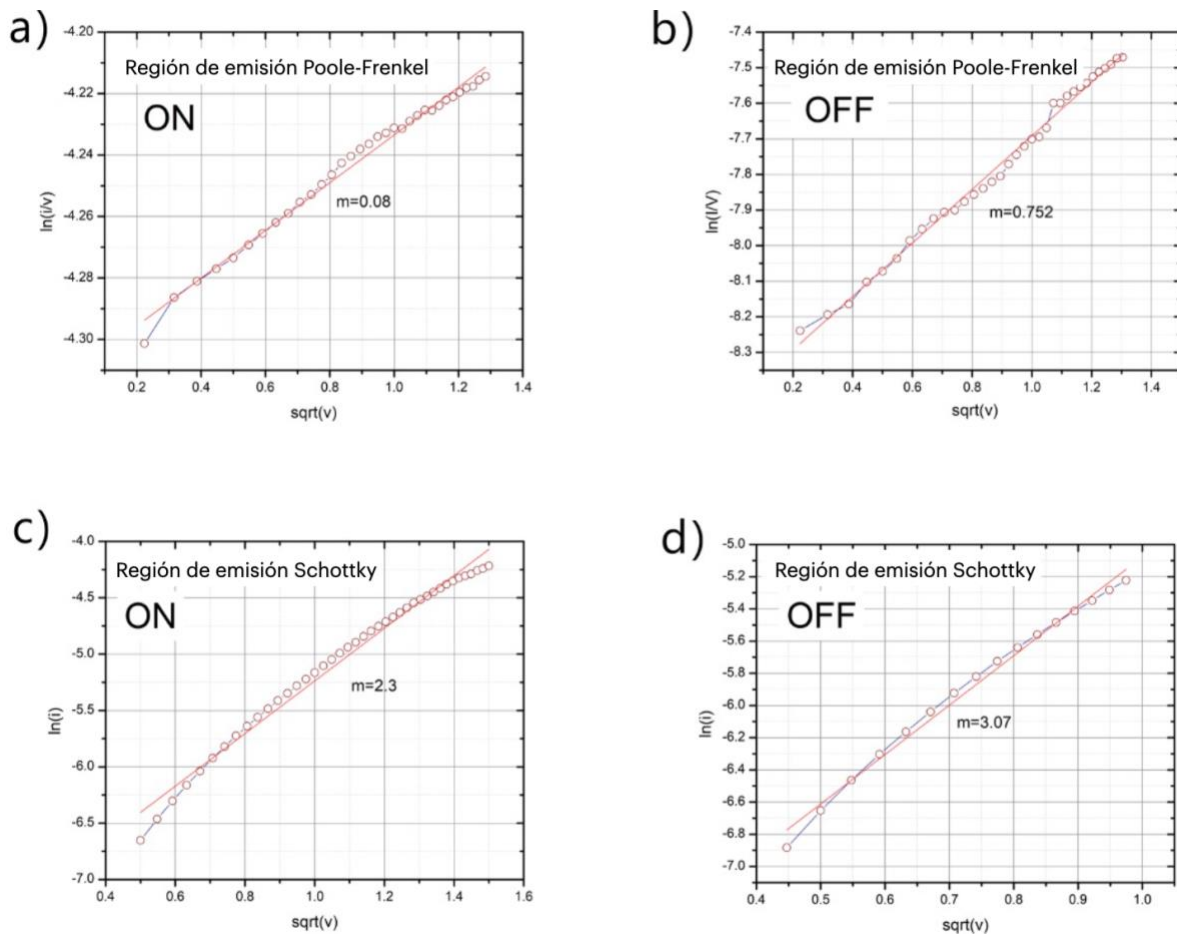 a)
Región de emisión Poole-Frenkel
ON
m=0.08
ln(i/v)
-4.20
-4.22
-4.24
-4.26
-4.28
-4.30
0.2 0.4 0.6 0.8 1.0 1.2 1.4
sqrt(v)
b)
Región de emisión Poole-Frenkel
OFF
m=0.752
ln(I/V)
-7.4
-7.5
-7.6
-7.7
-7.8
-7.9
-8.0
-8.1
-8.2
-8.3
0.2 0.4 0.6 0.8 1.0 1.2 1.4
sqrt(v)
c)
Región de emisión Schottky
ON
m=2.3
ln(i)
-4.0
-4.5
-5.0
-5.5
-6.0
-6.5
-7.0
0.4 0.6 0.8 1.0 1.2 1.4 1.6
sqrt(v)
d)
Región de emisión Schottky
OFF
m=3.07
ln(i)
-5.0
-5.2
-5.4
-5.6
-5.8
-6.0
-6.2
-6.4
-6.6
-6.8
-7.0
0.4 0.5 0.6 0.7 0.8 0.9 1.0
sqrt(v)